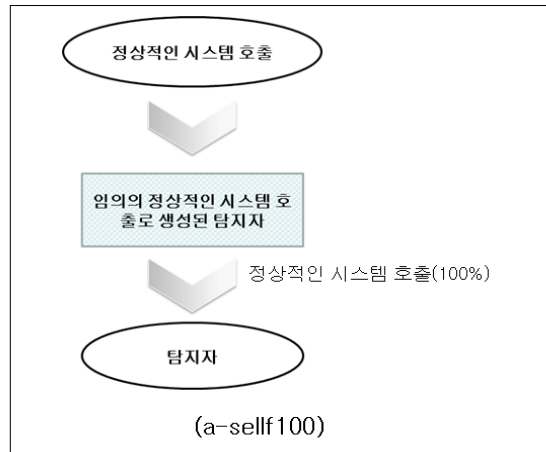 정상적인 시스템 호출
임의의 정상적인 시스템 호
출로 생성된 탐지자
정상적인 시스템 호출(100%)
탐지자
(a-sellf100)